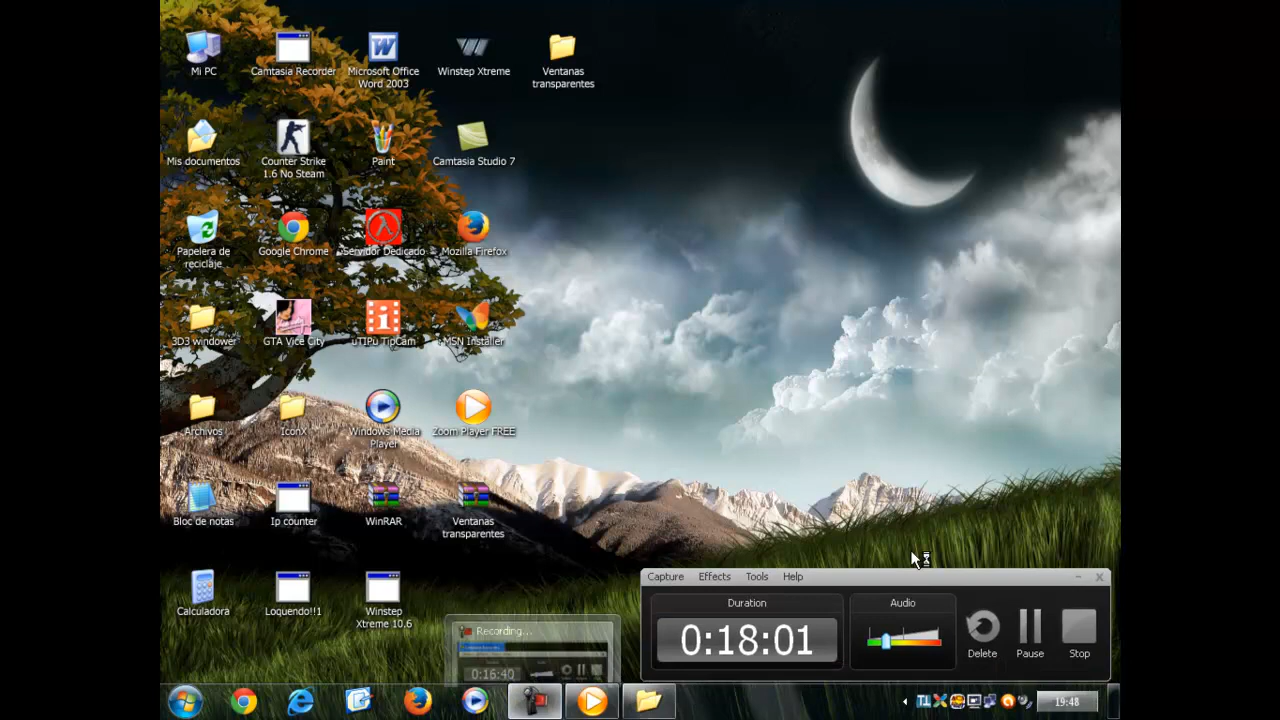 Mi PC
Camtasia Recorder
Microsoft Office
Word 2003
Winstep Xtreme
Ventanas
transparentes
Mis documentos
Counter Strike
1.6 No Steam
Paint
Camtasia Studio 7
Papelera de
reciclaje
Google Chrome
Servidor Dedicado
Mozilla Firefox
3D3 windower
GTA Vice City
uTIPu TipCam
MSN Installer
Archivos
IconX
Windows Media
Player
Zoom Player FREE
Bloc de notas
Ip counter
WinRAR
Ventanas
transparentes
Calculadora
Loquendo!!1
Winstep
Xtreme 10.6
Recording...
0:16:40
Capture Effects Tools Help
Duration
Audio
0:18:01
Delete Pause Stop
TL
19:48